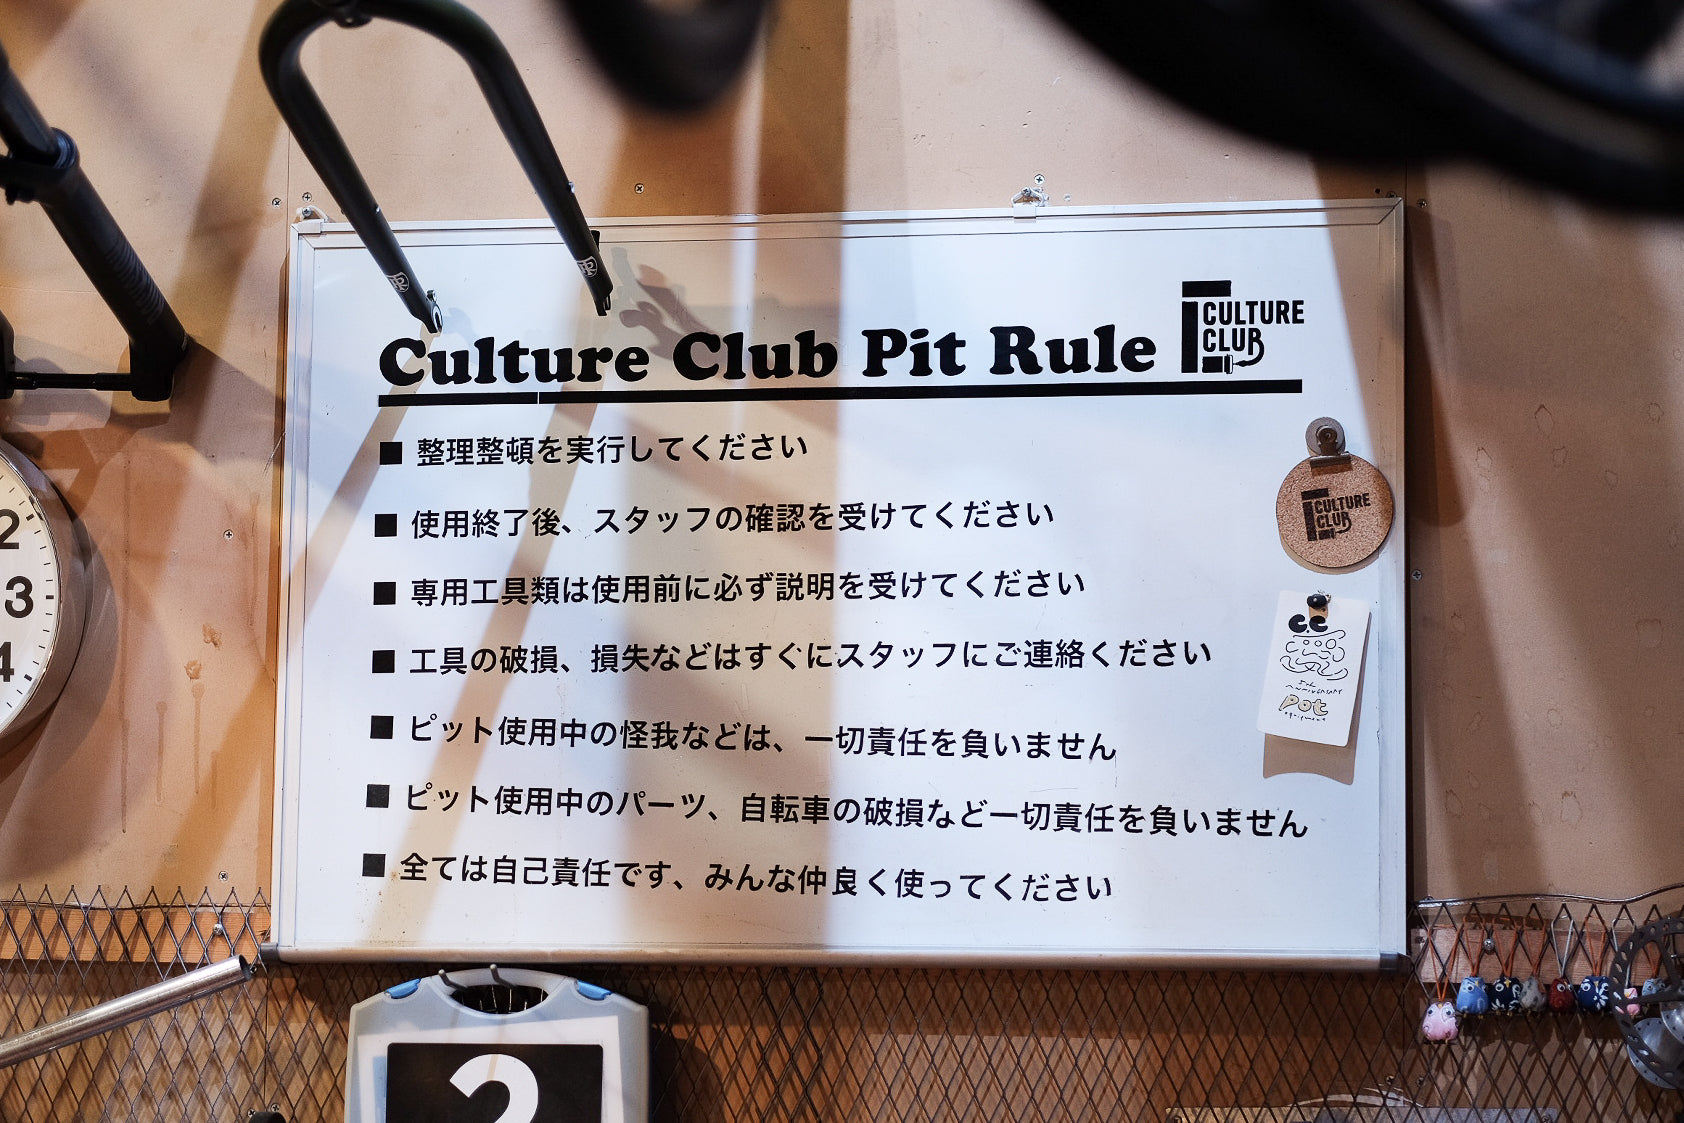 Culture Club Pit Rule
CULTURE
CLUB
■ 整理整頓を実行してください
■ 使用終了後、スタッフの確認を受けてください
■ 専用工具類は使用前に必ず説明を受けてください
■ 工具の破損、損失などはすぐにスタッフにご連絡ください
■ ピット使用中の怪我などは、一切責任を負いません
■ ピット使用中のパーツ、自転車の破損など一切責任を負いません
■ 全ては自己責任です、みんな仲良く使ってください
CULTURE
CLUB
c.c
5th
ANNIVERSARY
pot
equipment
2
3
4
2